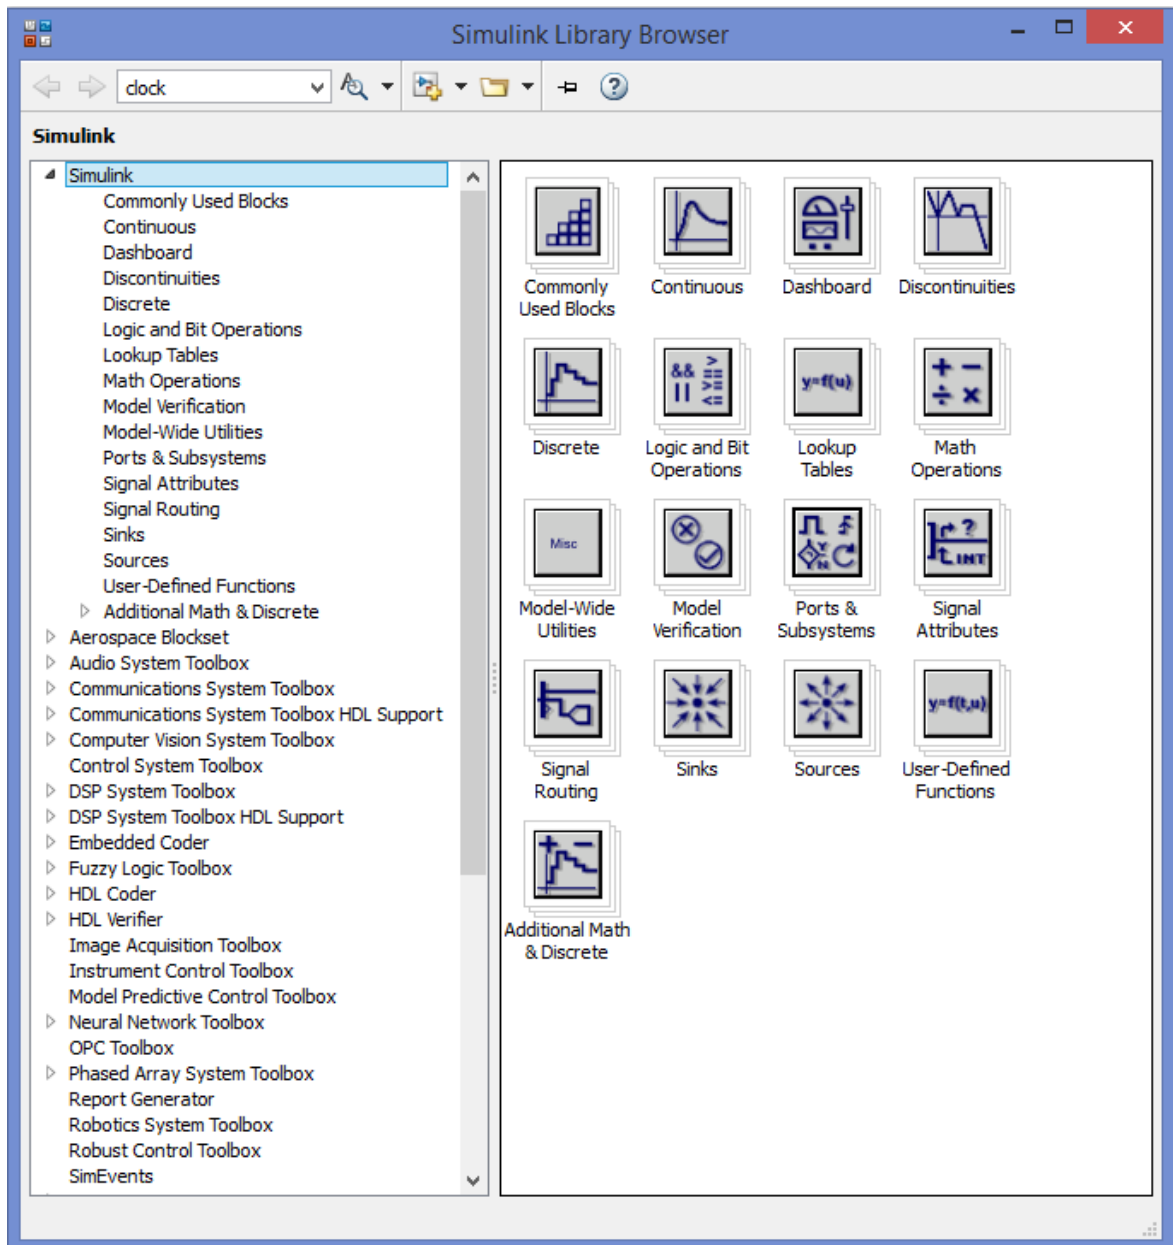 Simulink Library Browser
clock
Simulink
Simulink
Commonly Used Blocks
Continuous
Dashboard
Discontinuities
Discrete
Logic and Bit Operations
Lookup Tables
Math Operations
Model Verification
Model-Wide Utilities
Ports & Subsystems
Signal Attributes
Signal Routing
Sinks
Sources
User-Defined Functions
Additional Math & Discrete
Aerospace Blockset
Audio System Toolbox
Communications System Toolbox
Communications System Toolbox HDL Support
Computer Vision System Toolbox
Control System Toolbox
DSP System Toolbox
DSP System Toolbox HDL Support
Embedded Coder
Fuzzy Logic Toolbox
HDL Coder
HDL Verifier
Image Acquisition Toolbox
Instrument Control Toolbox
Model Predictive Control Toolbox
Neural Network Toolbox
OPC Toolbox
Phased Array System Toolbox
Report Generator
Robotics System Toolbox
Robust Control Toolbox
SimEvents
Commonly
Used Blocks
Continuous
Dashboard
Discontinuities
&& > ==
|| >= <=
y=f(u)
+ −
÷ ×
Discrete
Logic and Bit
Operations
Lookup
Tables
Math
Operations
Misc
Y
N
?
INT
Model-Wide
Utilities
Model
Verification
Ports &
Subsystems
Signal
Attributes
y=f(t,u)
Signal
Routing
Sinks
Sources
User-Defined
Functions
+ −
Additional Math
& Discrete